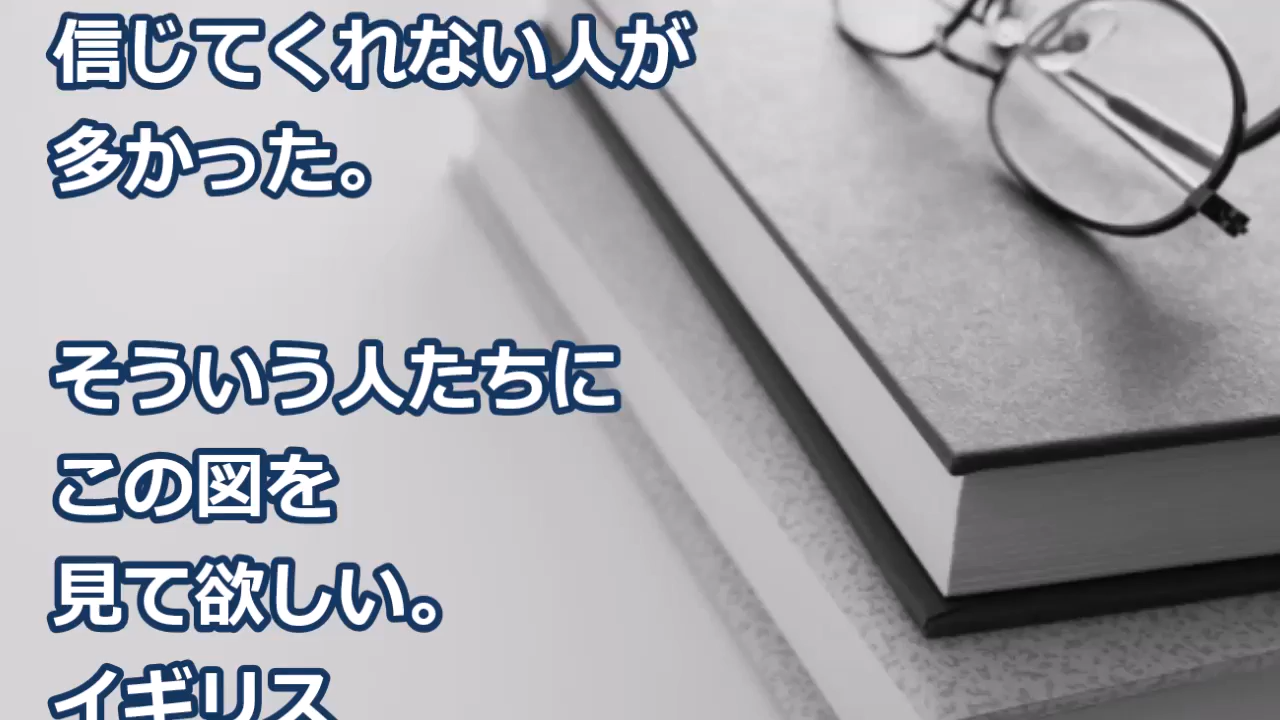 信じてくれない人が
多かった。
そういう人たちに
この図を
見て欲しい。
イギリス